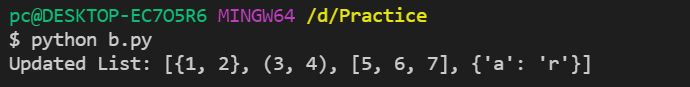 pc@DESKTOP-EC7O5R6 MINGW64 /d/Practice
$ python b.py
Updated List: [{1, 2}, (3, 4), [5, 6, 7], {'a': 'r'}]